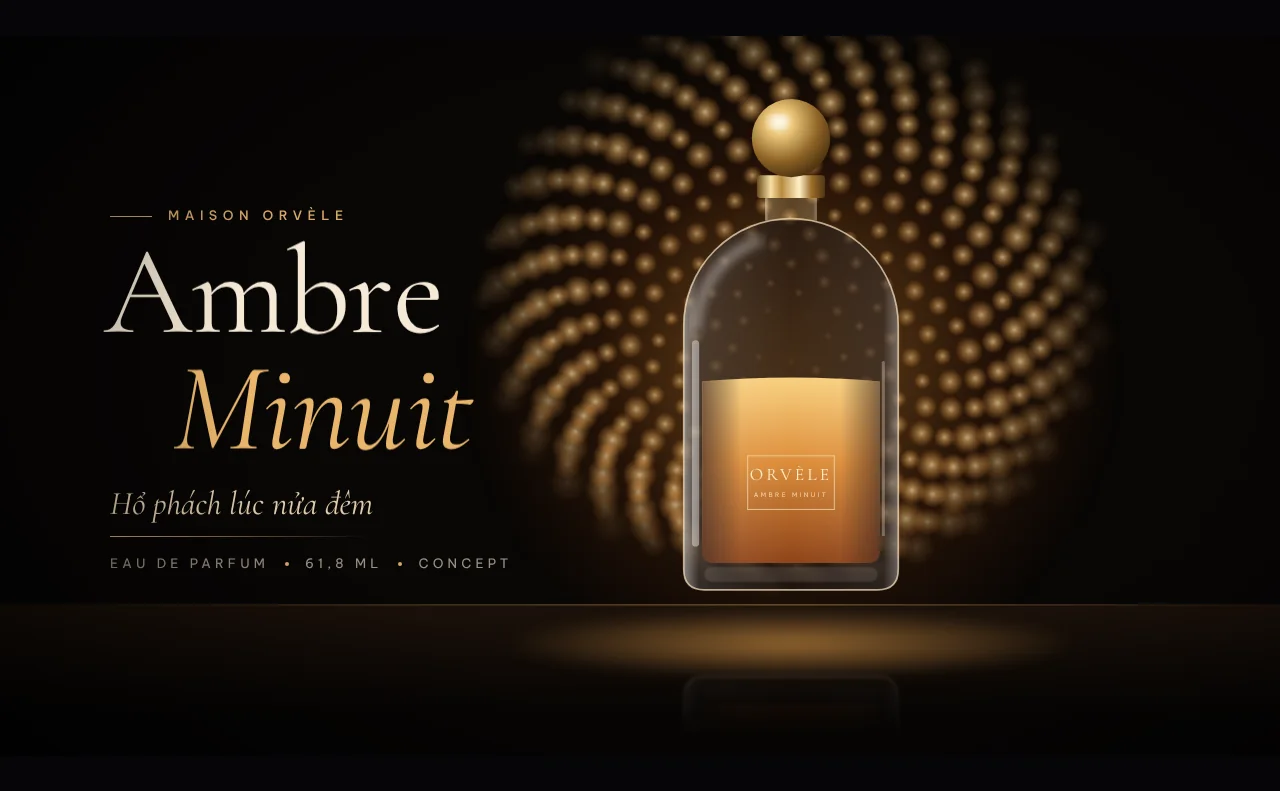 MAISON ORVÈLE
Ambre
Minuit
Hổ phách lúc nửa đêm
EAU DE PARFUM • 61,8 ML • CONCEPT
ORVÈLE
AMBRE MINUIT